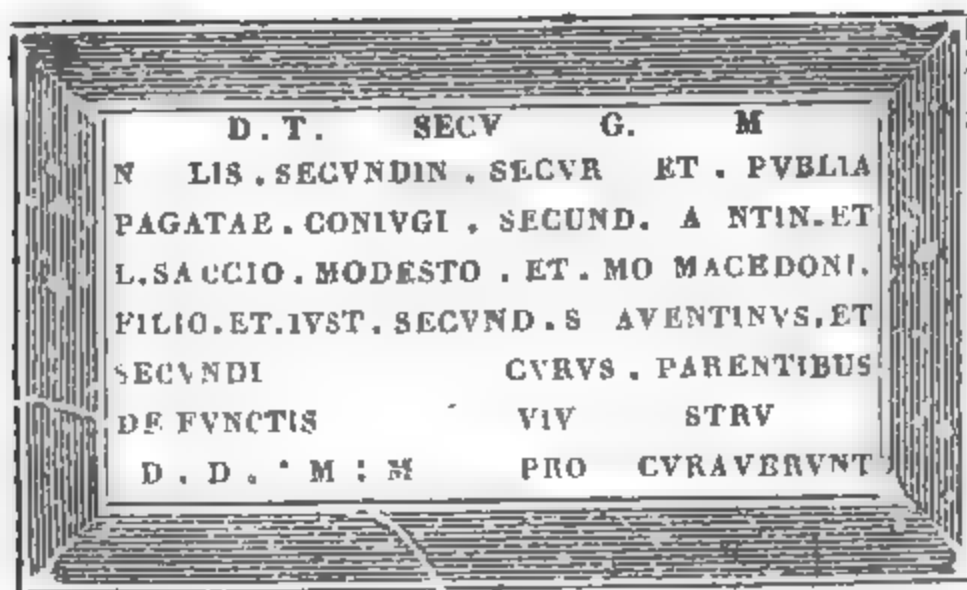 D . T . SECV G. M
N LIS . SECVNDIN . SECVR ET . PVBLIA
PAGATAE . CONIVGI . SECUND. A NTIN. ET
L. SACCIO . MODESTO . ET . MO MACEDONI.
FILIO. ET. IVST . SECVND . S AVENTINVS. ET
SECVNDI CVRVS . PARENTIBUS
DE FVNCTIS VIV STRV
D . D . M : M PRO CVRAVERVNT